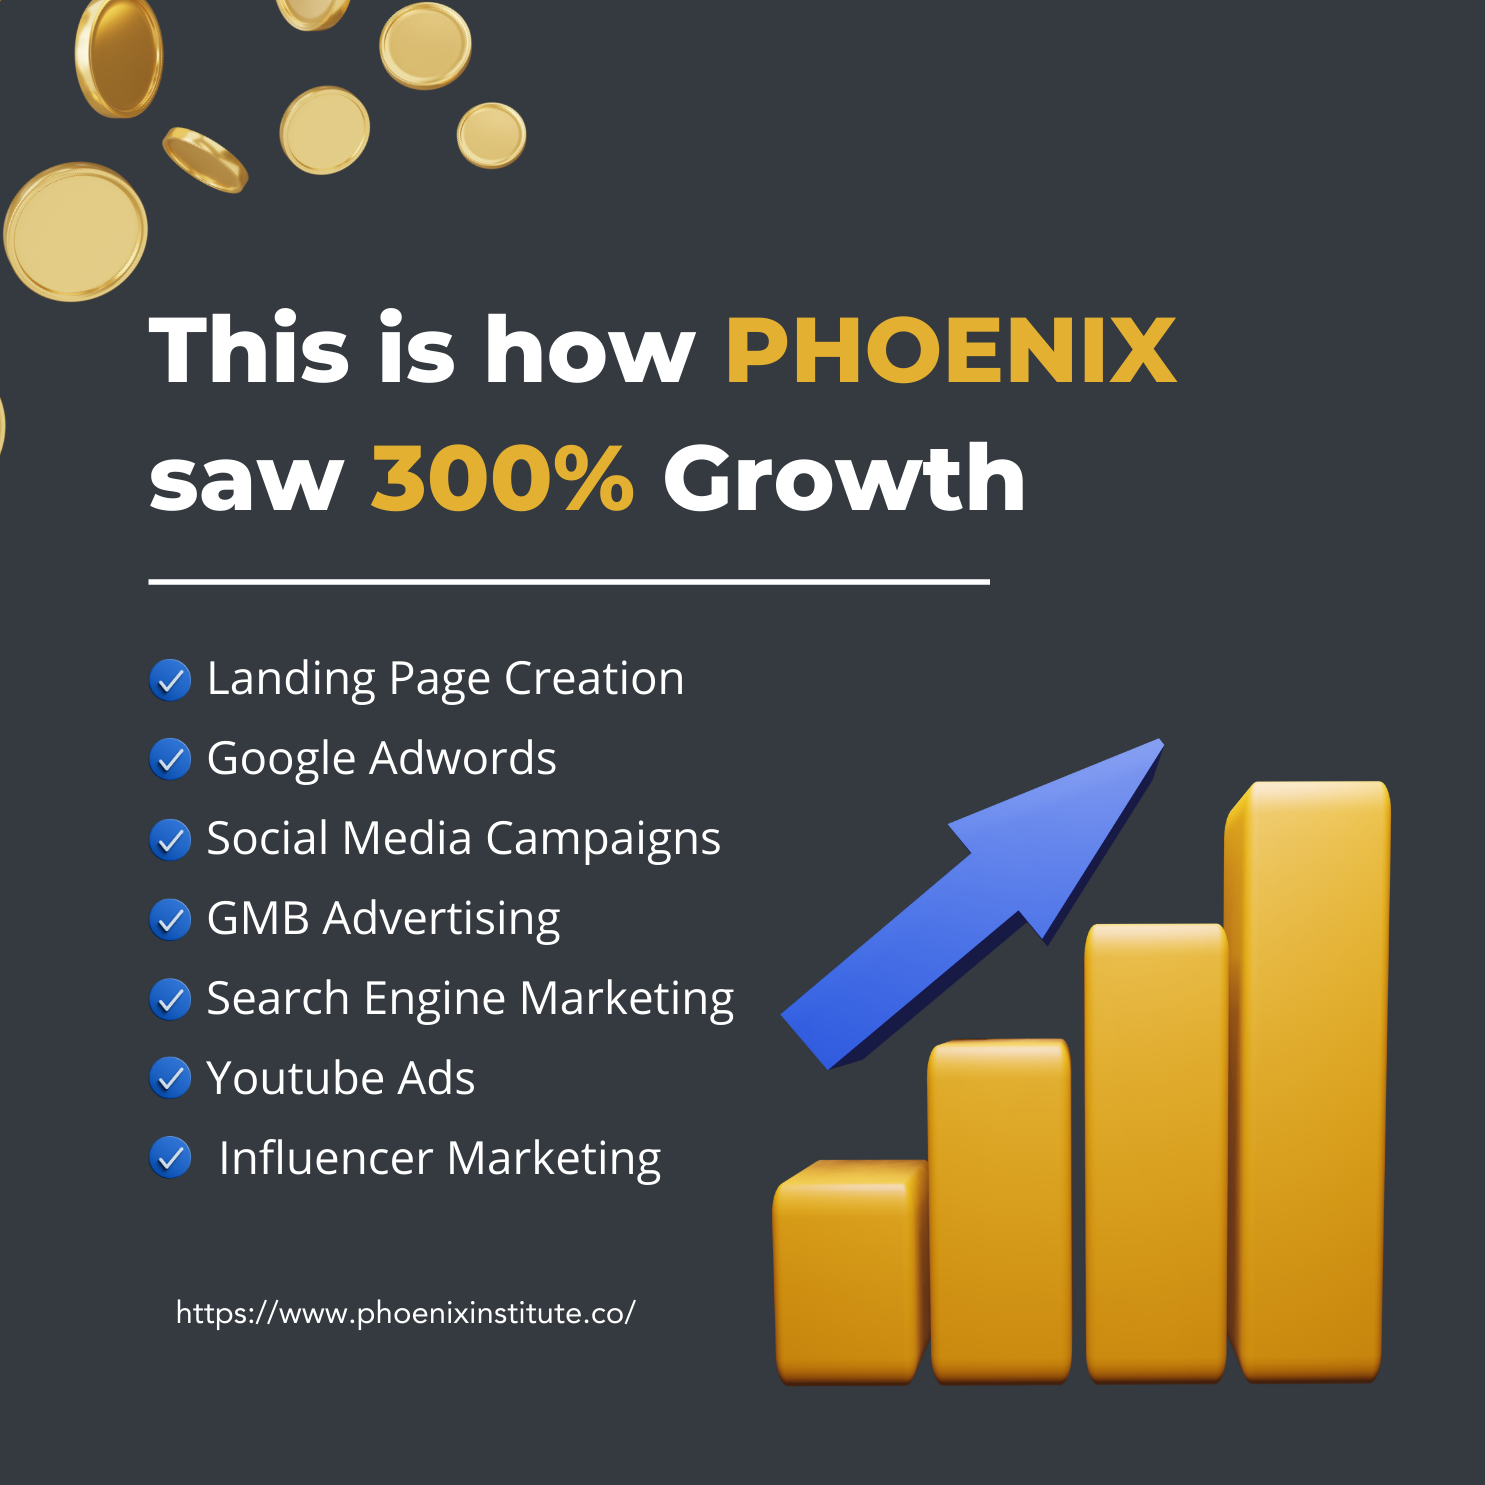 This is how PHOENIX
saw 300% Growth
Landing Page Creation
Google Adwords
Social Media Campaigns
GMB Advertising
Search Engine Marketing
Youtube Ads
Influencer Marketing
https://www.phoenixinstitute.co/